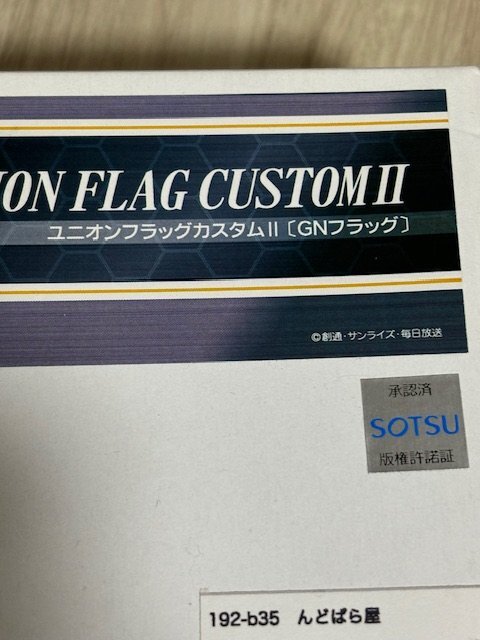 ION FLAG CUSTOM II
ユニオンフラッグカスタムII〔GNフラッグ〕
©創通・サンライズ・毎日放送
承認済
SOTSU
版権許諾証
192-b35 んどぱら屋